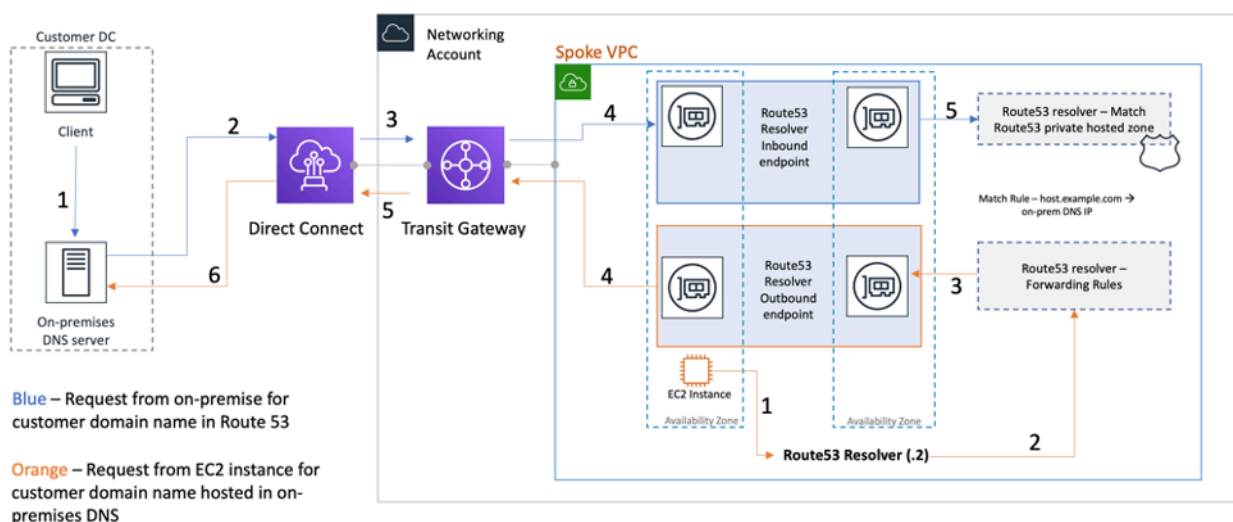 Customer DC
Client
1
On-premises
DNS server
2
6
Direct Connect
3
5
Networking
Account
Transit Gateway
4
4
Spoke VPC
Route53
Resolver
Inbound
endpoint
5
Route53 resolver – Match
Route53 private hosted zone
Match Rule – host.example.com →
on-prem DNS IP
Route53
Resolver
Outbound
endpoint
3
Route53 resolver –
Forwarding Rules
EC2 Instance
Availability Zone
Availability Zone
1
Route53 Resolver (.2)
2
Blue – Request from on-premise for
customer domain name in Route 53
Orange – Request from EC2 instance for
customer domain name hosted in on-
premises DNS